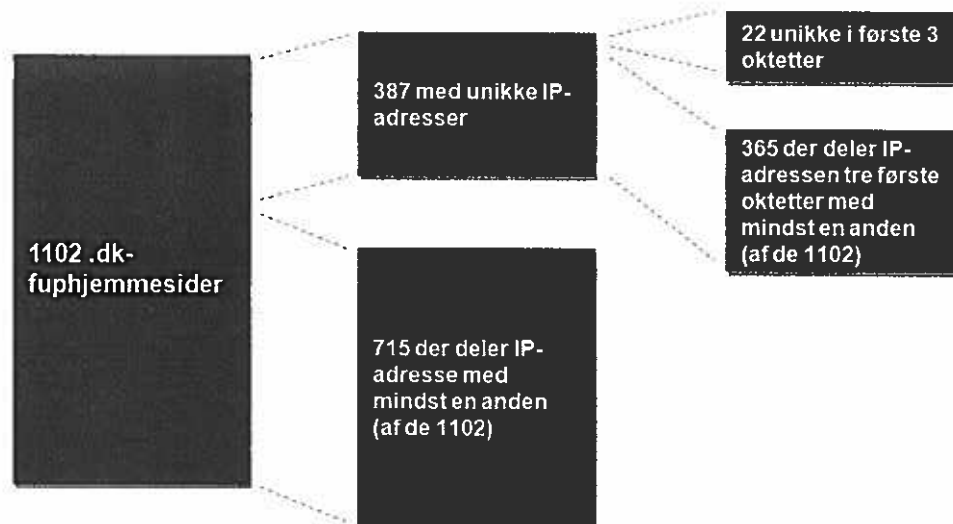 1102 .dk-
fuphjemmesider
387 med unikke IP-
adresser
715 der deler IP-
adresse med
mindst en anden
(af de 1102)
22 unikke i første 3
oktetter
365 der deler IP-
adressen tre første
oktetter med
mindst en anden
(af de 1102)